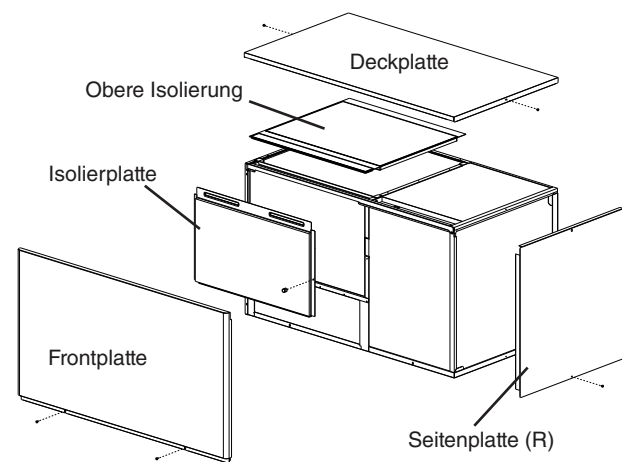 Deckplatte
Obere Isolierung
Isolierplatte
Frontplatte
Seitenplatte (R)